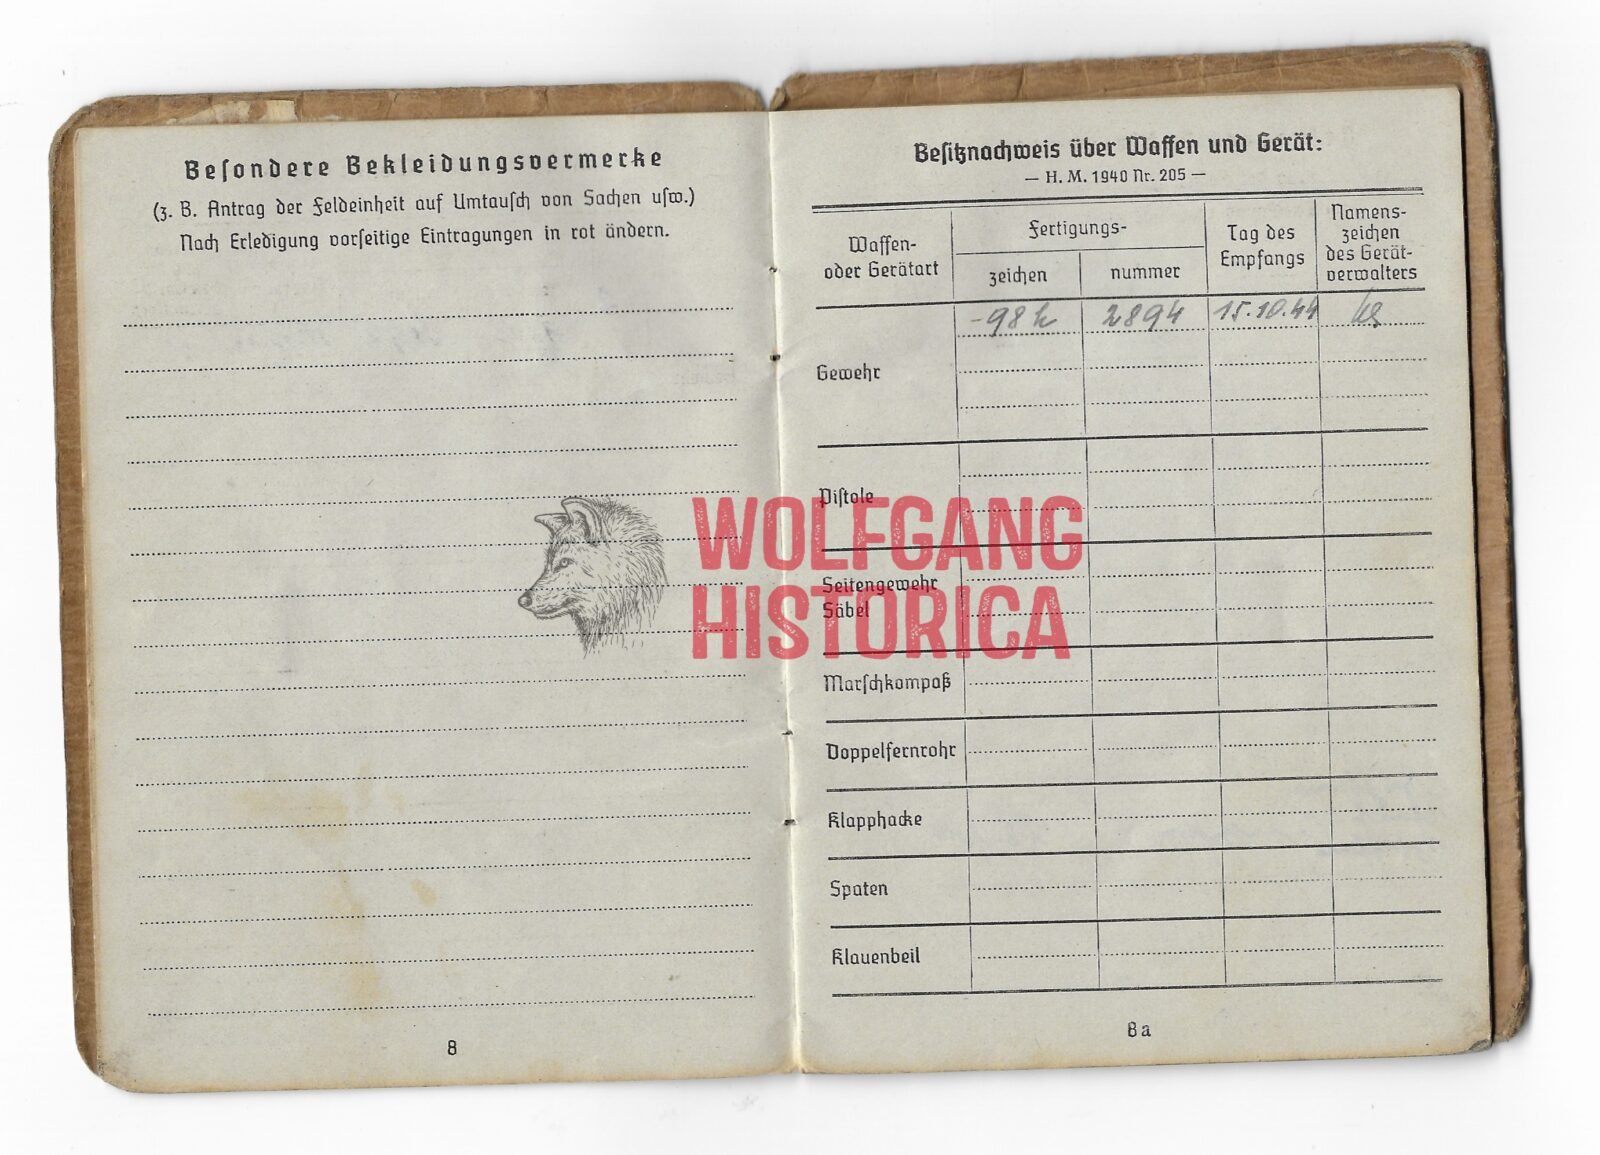 Besondere Bekleidungsvermerke
(z. B. Antrag der Feldeinheit auf Umtausch von Sachen usw.)
Nach Erledigung vorseitige Eintragungen in rot ändern.
8
Besitznachweis über Waffen und Gerät:
— H. M. 1940 Nr. 205 —
Waffen-
oder Gerätart
Fertigungs-
zeichen
nummer
Tag des
Empfangs
Namens-
zeichen
des Gerät-
verwalters
-98k 2894 15.10.44
Gewehr
Pistole
Seitengewehr
Säbel
Marschkompaß
Doppelfernrohr
Klapphacke
Spaten
Klauenbeil
8a
WOLFGANG
HISTORICA